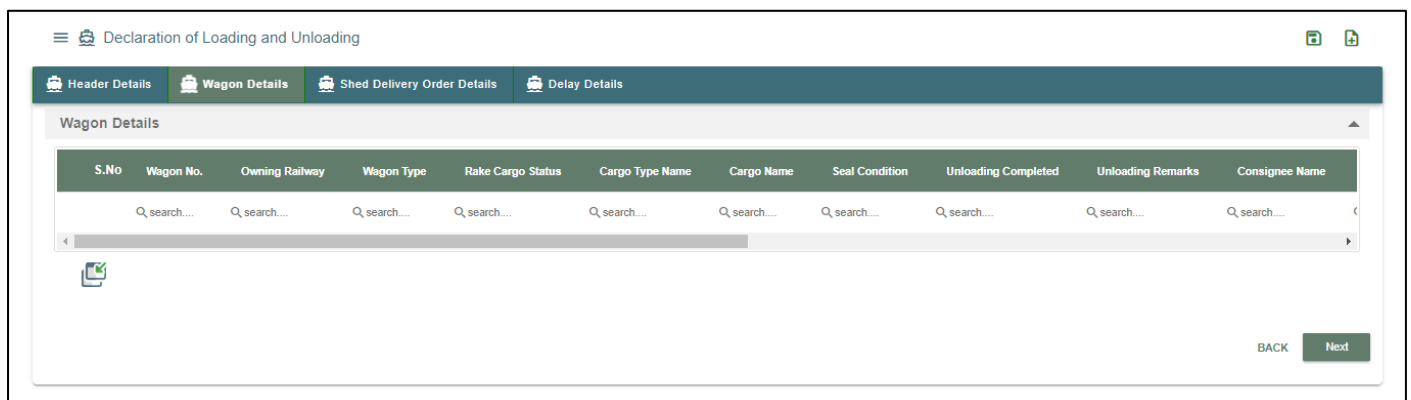 Declaration of Loading and Unloading
Header Details Wagon Details Shed Delivery Order Details Delay Details
Wagon Details
S.No Wagon No. Owning Railway Wagon Type Rake Cargo Status Cargo Type Name Cargo Name Seal Condition Unloading Completed Unloading Remarks Consignee Name
search.... search.... search.... search.... search.... search.... search.... search.... search.... search....
BACK Next